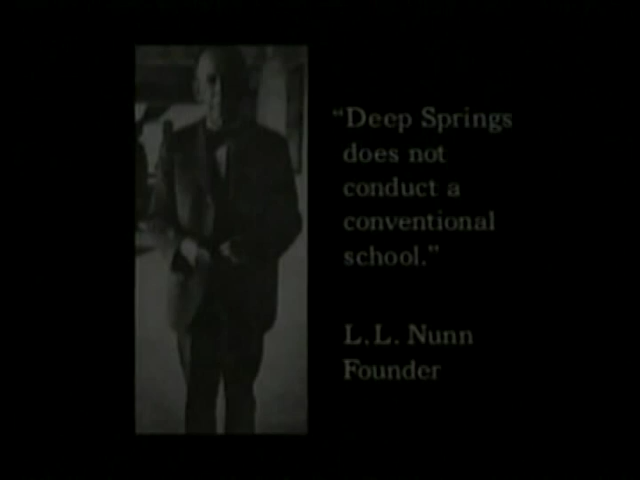 “Deep Springs
does not
conduct a
conventional
school.”
L.L. Nunn
Founder